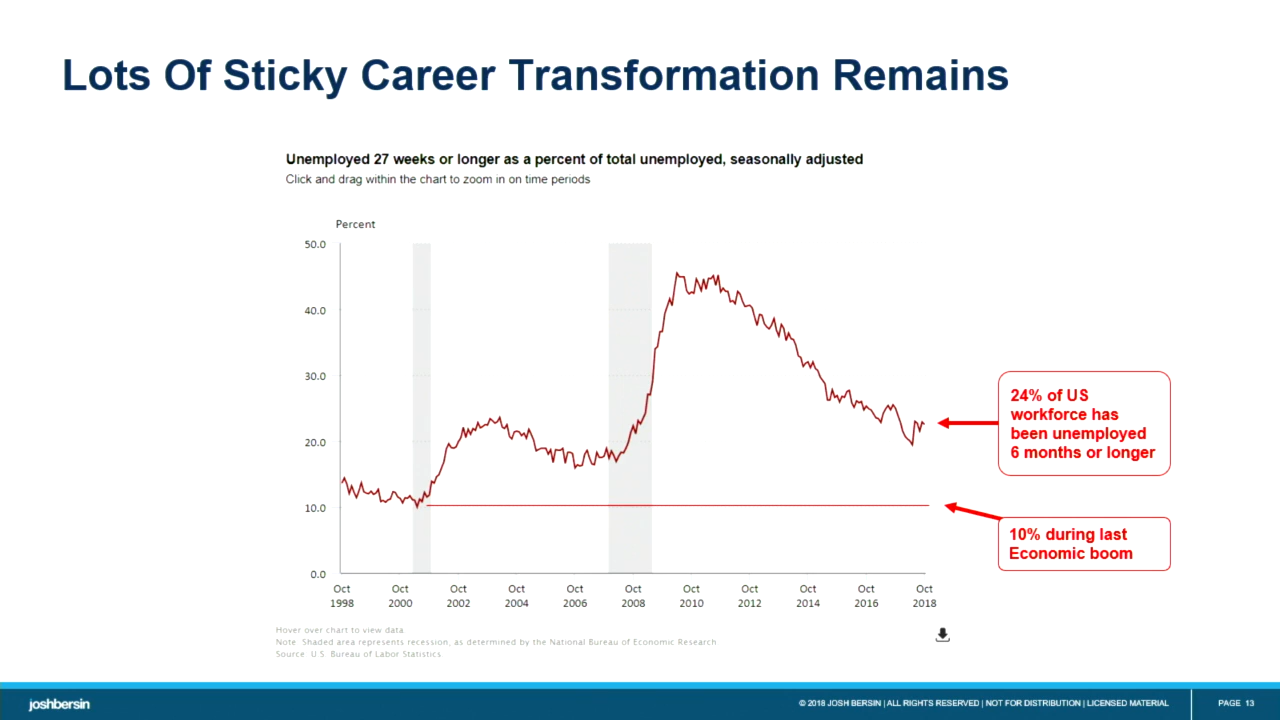 Lots Of Sticky Career Transformation Remains
Unemployed 27 weeks or longer as a percent of total unemployed, seasonally adjusted
Click and drag within the chart to zoom in on time periods
Percent
50.0
40.0
30.0
20.0
10.0
0.0
Oct Oct Oct Oct Oct Oct Oct Oct Oct Oct Oct
1998 2000 2002 2004 2006 2008 2010 2012 2014 2016 2018
24% of US
workforce has
been unemployed
6 months or longer
10% during last
Economic boom
Hover over chart to view data.
Note: Shaded area represents recession, as determined by the National Bureau of Economic Research.
Source: U.S. Bureau of Labor Statistics.
joshbersin
© 2018 JOSH BERSIN | ALL RIGHTS RESERVED | NOT FOR DISTRIBUTION | LICENSED MATERIAL
PAGE 13